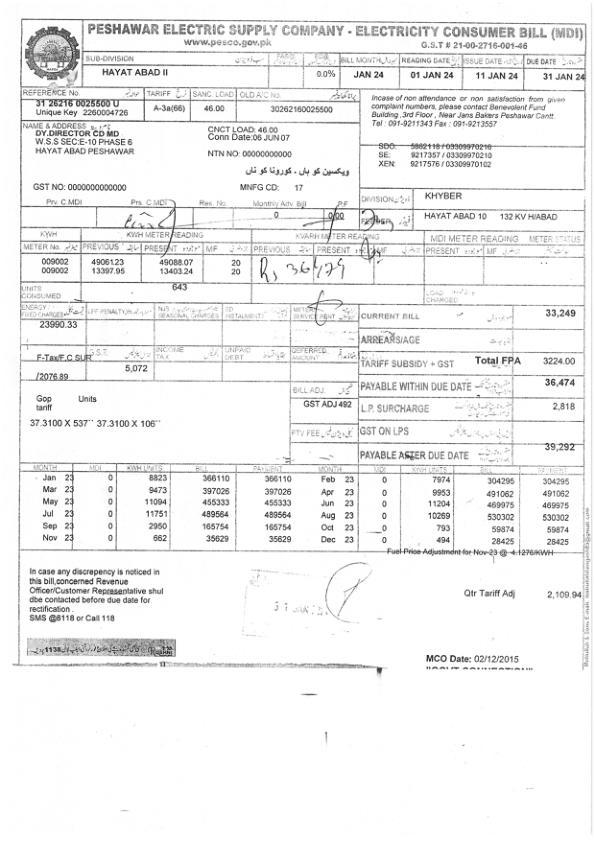 PESHAWAR ELECTRIC SUPPLY COMPANY - ELECTRICITY CONSUMER BILL (MDI)
www.pesco.gov.pk
G.S.T # 21-00-2716-001-46
SUB-DIVISION
BILL MONTH
READING DATE
ISSUE DATE
DUE DATE
HAYAT ABAD II
0.0%
JAN 24
01 JAN 24
11 JAN 24
31 JAN 24
REFERENCE No.
TARIFF
SANC. LOAD
OLD A/C No.
31 26216 0025500 U
A-3a(66)
46.00
30262160025500
Unique Key 2260004726
Incase of non attendance or non satisfation from given
complaint numbers, please contact Benevolent Fund
Building ,3rd Floor , Near Jans Bakers Peshawar Cantt.
Tel : 091-9211343 Fax : 091-9213557
NAME & ADDRESS
DY.DIRECTOR CD MD
W.S.S SEC:E-10 PHASE 6
HAYAT ABAD PESHAWAR
CNCT LOAD: 46.00
Conn Date:06 JUN 07
NTN NO: 00000000000
ویکسین کو ہاں ، کورونا کو ناں
SDO: 5862118 / 03309970210
SE: 9217357 / 03309970201
XEN: 9217576 / 03309970102
GST NO: 0000000000000
MNFG CD: 17
DIVISION
KHYBER
Prv. C.MDI
Prs. C.MDI
Res. No.
Monthly Adv. Bill
P.F
0
0.00
FEEDER
HAYAT ABAD 10 132 KV H/ABAD
KWH
KWH METER READING
KVARH METER READING
MDI METER READING
METER STATUS
METER No.
PREVIOUS
PRESENT
MF
PREVIOUS
PRESENT
MF
PRESENT
MF
009002 49061.23 49088.07 20
009002 13397.95 13403.24 20
Rs 36474
UNITS
CONSUMED
643
LOAD
CHARGED
ENERGY
FIXED CHARGES
LPF PENALTY
SEASONAL CHARGES
INSTALMENT
23990.33
CURRENT BILL
33,249
ARREARS/AGE
F-Tax/F,C,SUR
G.S.T.
INCOME
TAX
UNPAID
DEBT
DEFERRED
AMOUNT
5,072
/2076.89
TARIFF SUBSIDY + GST
Total FPA
3224.00
PAYABLE WITHIN DUE DATE
36,474
BILL ADJ.
GST ADJ 492
L.P. SURCHARGE
2,818
Gop Units
tariff
37.3100 X 537`` 37.3100 X 106``
PTV FEE
GST ON LPS
PAYABLE AFTER DUE DATE
39,292
MONTH MDI KWH UNITS BILL PAYMENT MONTH MDI KWH UNITS BILL PAYMENT
Jan 23 0 8823 366110 366110 Feb 23 0 7974 304295 304295
Mar 23 0 9473 397026 397026 Apr 23 0 9953 491062 491062
May 23 0 11094 455333 455333 Jun 23 0 11204 469975 469975
Jul 23 0 11751 489564 489564 Aug 23 0 10269 530302 530302
Sep 23 0 2950 165754 165754 Oct 23 0 793 59874 59874
Nov 23 0 662 35629 35629 Dec 23 0 494 28425 28425
Fuel Price Adjustment for Nov-23 @ 4.1276/KWH
In case any discrepency is noticed in
this bill,concerned Revenue
Officer/Customer Representative shul
dbe contacted before due date for
rectification .
SMS @8118 or Call 118
Qtr Tariff Adj
2,109.94
MCO Date: 02/12/2015